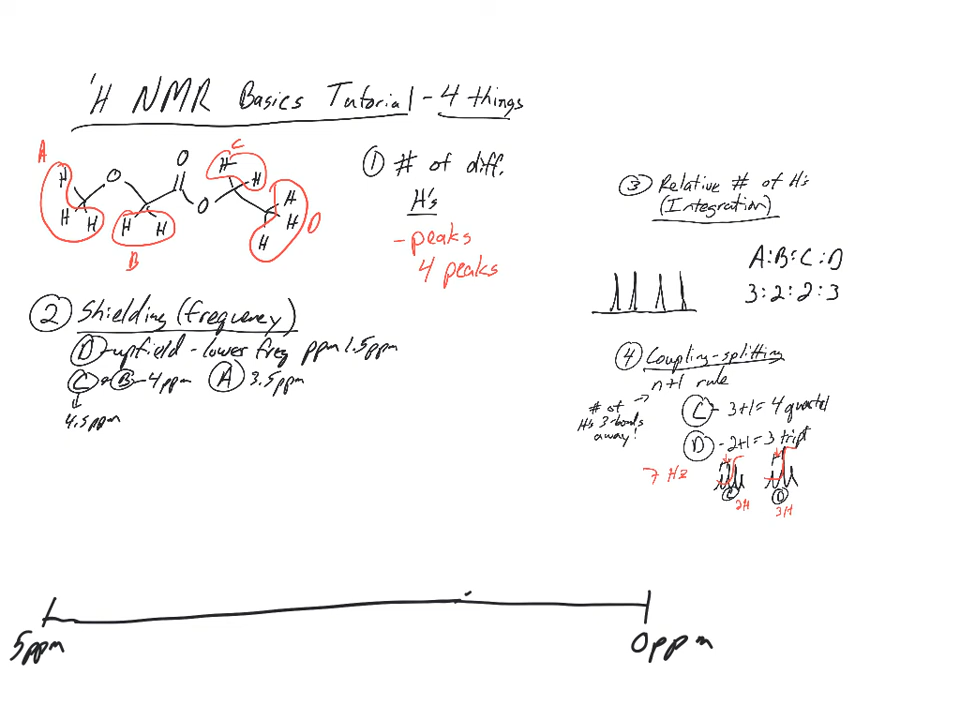 'H NMR Basics Tutorial - 4 things
A
H
H
H
O
H
H
B
O
O
C
H
H
H
H
H
D
① # of diff.
H's
- peaks
4 peaks
② Shielding (frequency)
D - upfield - lower freq ppm 1.5ppm
C B - 4ppm A 3.5ppm
4.5ppm
③ Relative # of H's
(Integration)
A:B:C:D
3:2:2:3
④ Coupling - splitting
n+1 rule
# of
H's 3-bonds
away!
C - 3+1= 4 quartet
D - 2+1= 3 tript
7 Hz
C
D
2H
3H
5ppm
0ppm